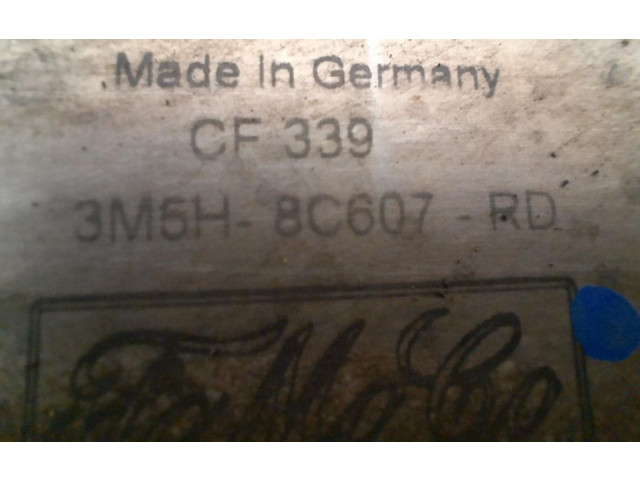 Made In Germany
CF 339
3M5H- 8C607 - RD
FoMoCo